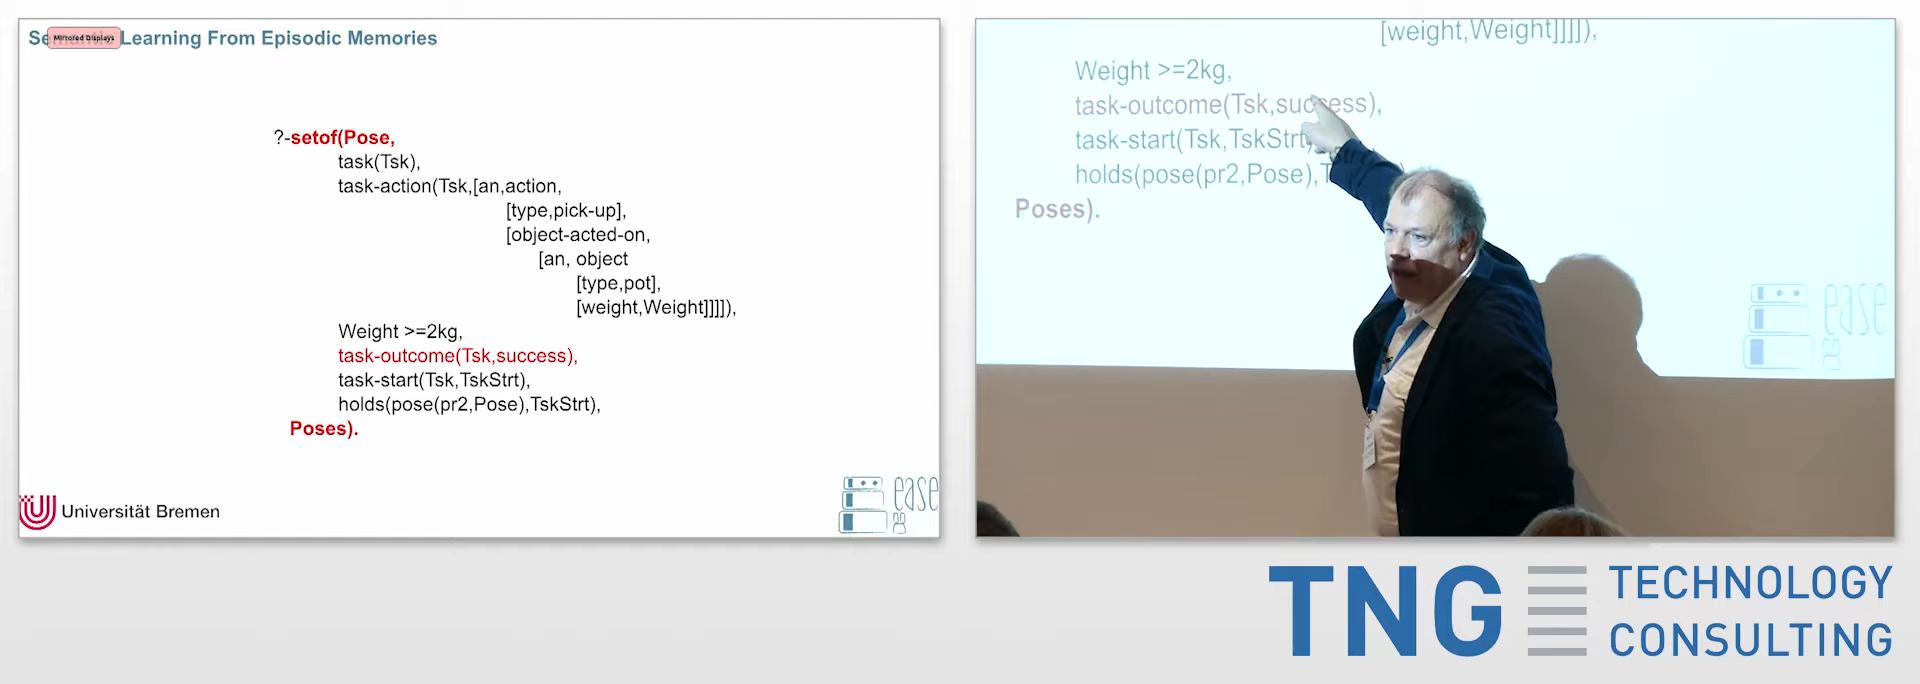 Semantic Learning From Episodic Memories
Mirrored Displays
?-setof(Pose,
task(Tsk),
task-action(Tsk,[an,action,
[type,pick-up],
[object-acted-on,
[an, object
[type,pot],
[weight,Weight]]]]),
Weight >=2kg,
task-outcome(Tsk,success),
task-start(Tsk,TskStrt),
holds(pose(pr2,Pose),TskStrt),
Poses).
Universität Bremen
ease
[weight,Weight]]]]),
Weight >=2kg,
task-outcome(Tsk,success),
task-start(Tsk,TskStrt)
holds(pose(pr2,Pose),T
Poses).
ease
TNG TECHNOLOGY
CONSULTING